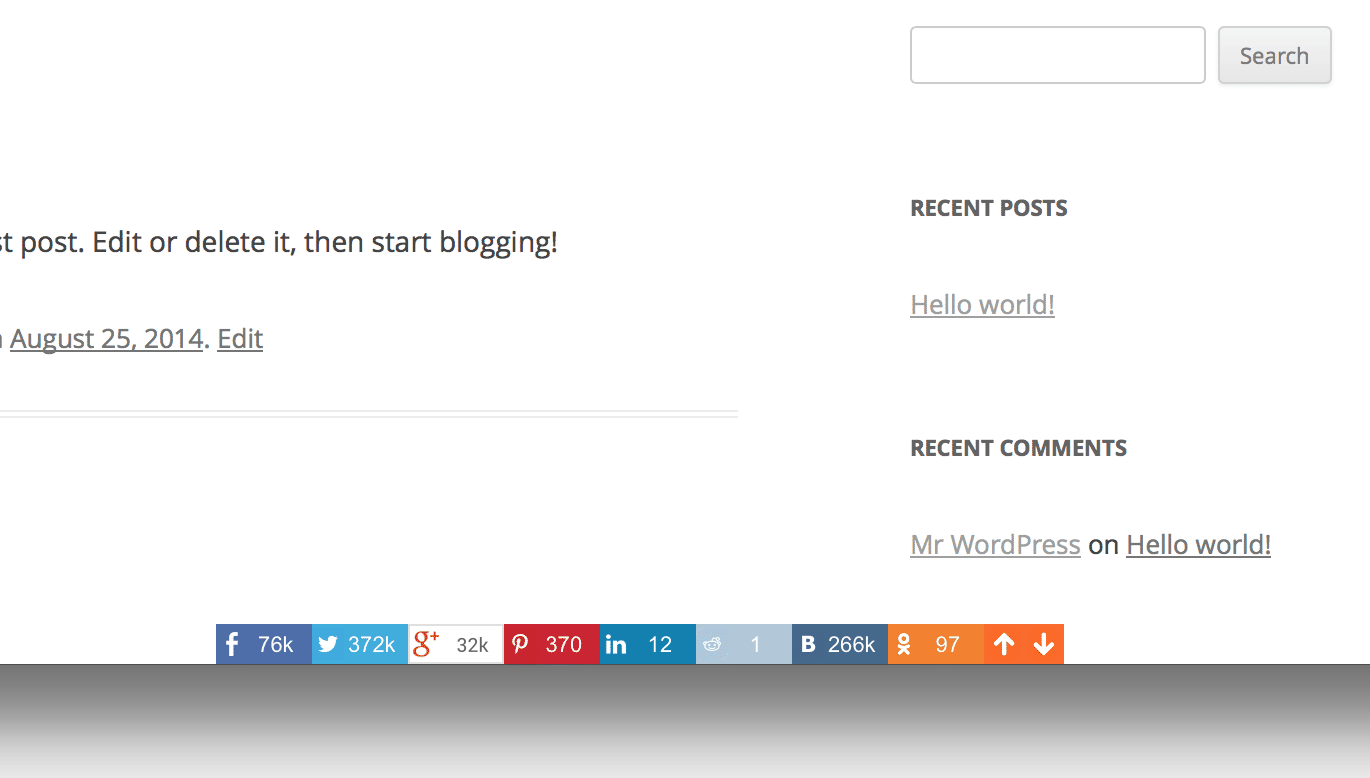 Search
RECENT POSTS
post. Edit or delete it, then start blogging!
Hello world!
August 25, 2014. Edit
RECENT COMMENTS
Mr WordPress on Hello world!
f 76k 372k g+ 32k 370 in 12 1 B 266k 97